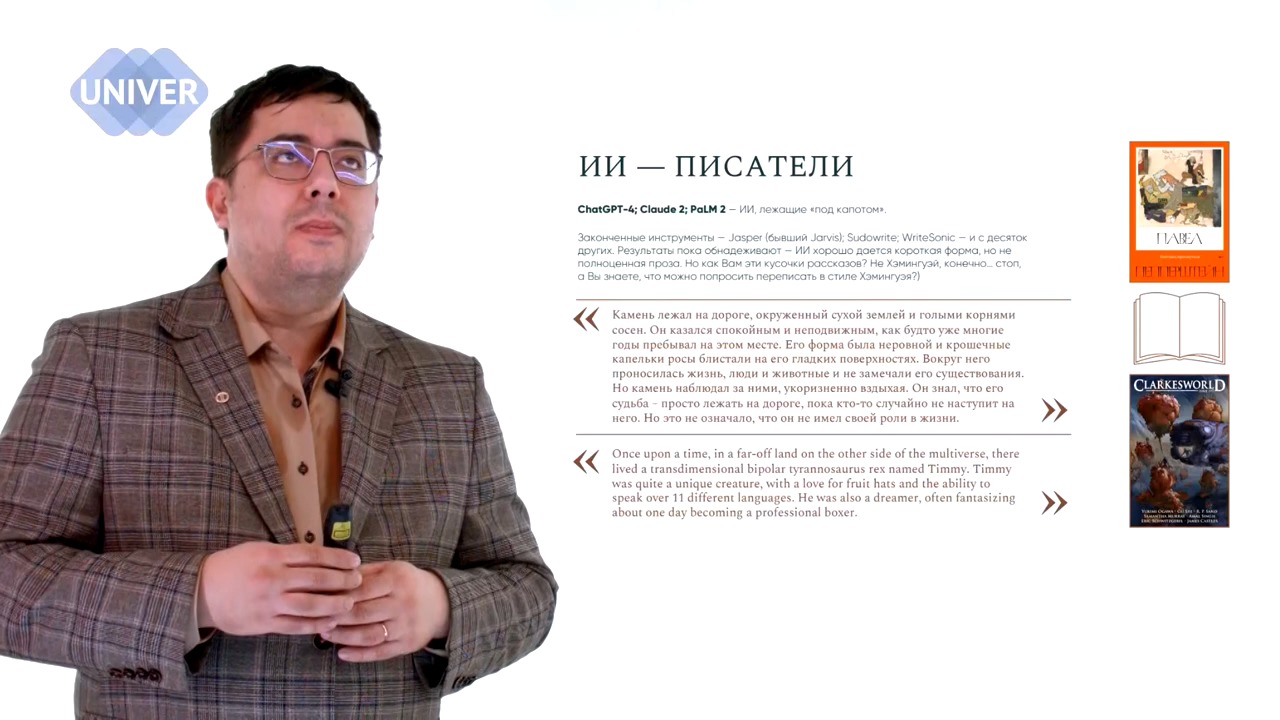 UNIVER
ИИ — ПИСАТЕЛИ
ChatGPT-4; Claude 2; PaLM 2 — ИИ, лежащие «под капотом».
Законченные инструменты — Jasper (бывший Jarvis); Sudowrite; WriteSonic — и с десяток
других. Результаты пока обнадеживают — ИИ хорошо дается короткая форма, но не
полноценная проза. Но как Вам эти кусочки рассказов? Не Хэмингуэй, конечно... стоп,
а Вы знаете, что можно попросить переписать в стиле Хэмингуэя?)
« Камень лежал на дороге, окруженный сухой землей и голыми корнями
сосен. Он казался спокойным и неподвижным, как будто уже многие
годы пребывал на этом месте. Его форма была неровной и крошечные
капельки росы блистали на его гладких поверхностях. Вокруг него
проносилась жизнь, люди и животные и не замечали его существования.
Но камень наблюдал за ними, укоризненно вздыхая. Он знал, что его
судьба – просто лежать на дороге, пока кто-то случайно не наступит на
него. Но это не означало, что он не имел своей роли в жизни. »
« Once upon a time, in a far-off land on the other side of the multiverse, there
lived a transdimensional bipolar tyrannosaurus rex named Timmy. Timmy
was quite a unique creature, with a love for fruit hats and the ability to
speak over 11 different languages. He was also a dreamer, often fantasizing
about one day becoming a professional boxer. »
ПАВЕЛ
ПЕППЕРШТЕЙН
CLARKESWORLD